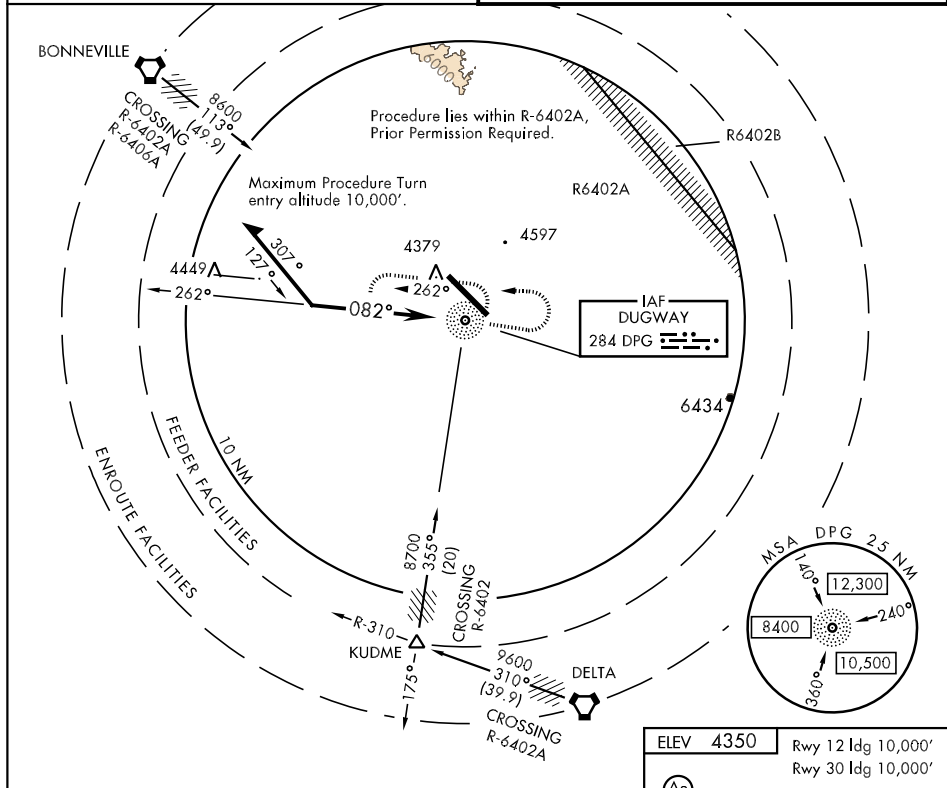 BONNEVILLE
8600
113°
(49.9)
CROSSING
R-6402A
R-6406A
6000
Procedure lies within R-6402A,
Prior Permission Required.
R6402B
R6402A
Maximum Procedure Turn
entry altitude 10,000’.
307°
127°
4449
262°
082°
4379
262°
4597
IAF
DUGWAY
284 DPG
6434
10 NM
FEEDER FACILITIES
ENROUTE FACILITIES
8700
355°
(20)
CROSSING
R-6402
R-310
KUDME
175°
9600
310°
(39.9)
DELTA
CROSSING
R-6402A
MSA DPG 25 NM
140°
12,300
240°
8400
10,500
360°
ELEV 4350
Rwy 12 ldg 10,000’
Rwy 30 ldg 10,000’